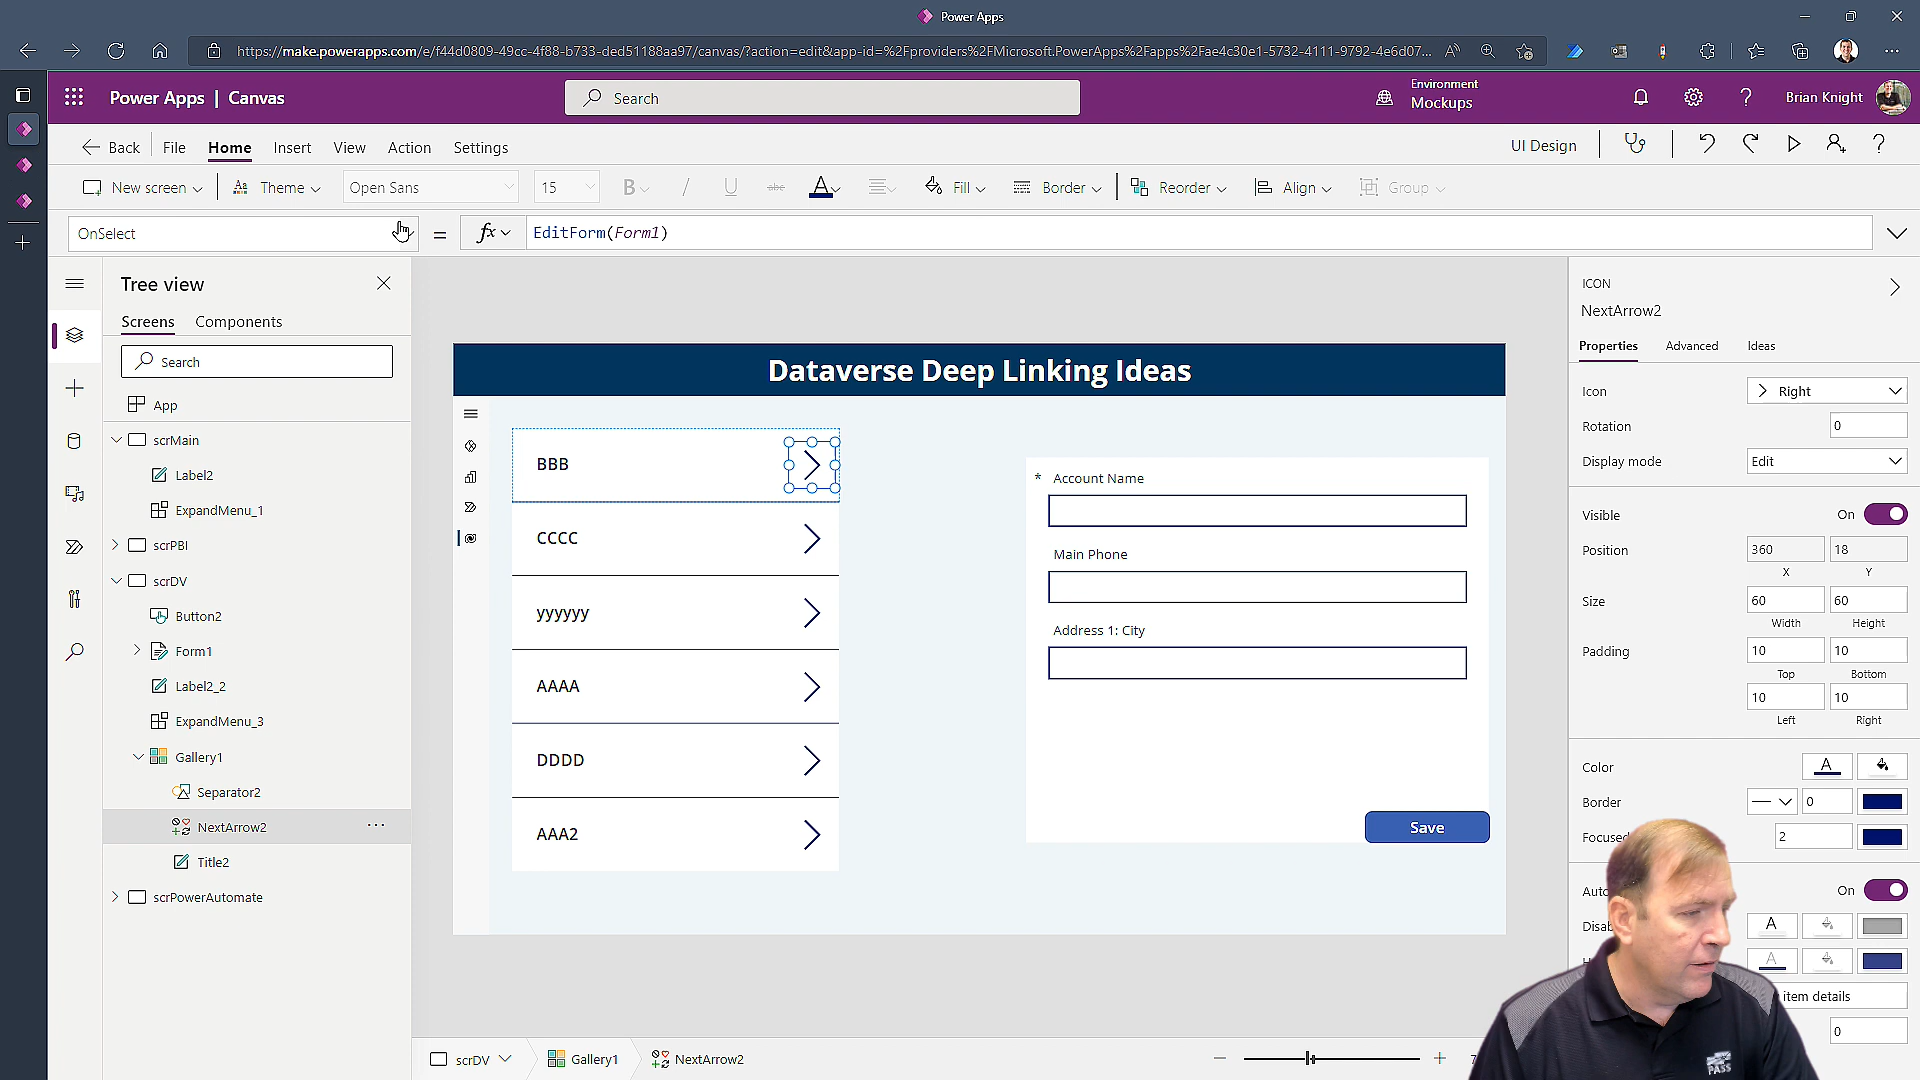 Power Apps
https://make.powerapps.com/e/f44d0809-49cc-4f88-b733-ded51188aa97/canvas/?action=edit&app-id=%2Fproviders%2FMicrosoft.PowerApps%2Fapps%2Fae4c30e1-5732-4111-9792-4e6d07...
Power Apps | Canvas
Search
Environment
Mockups
Brian Knight
Back
File
Home
Insert
View
Action
Settings
UI Design
New screen
Theme
Open Sans
15
B
Fill
Border
Reorder
Align
Group
OnSelect
=
fx
EditForm(Form1)
Tree view
Screens
Components
Search
App
scrMain
Label2
ExpandMenu_1
scrPBI
scrDV
Button2
Form1
Label2_2
ExpandMenu_3
Gallery1
Separator2
NextArrow2
...
Title2
scrPowerAutomate
Dataverse Deep Linking Ideas
BBB
CCCC
yyyyyy
AAAA
DDDD
AAA2
* Account Name
Main Phone
Address 1: City
Save
scrDV
Gallery1
NextArrow2
ICON
NextArrow2
Properties
Advanced
Ideas
Icon
Right
Rotation
0
Display mode
Edit
Visible
On
Position
360
18
X
Y
Size
60
60
Width
Height
Padding
10
10
Top
Bottom
10
10
Left
Right
Color
Border
0
Focused
2
On
item details
0
PASS